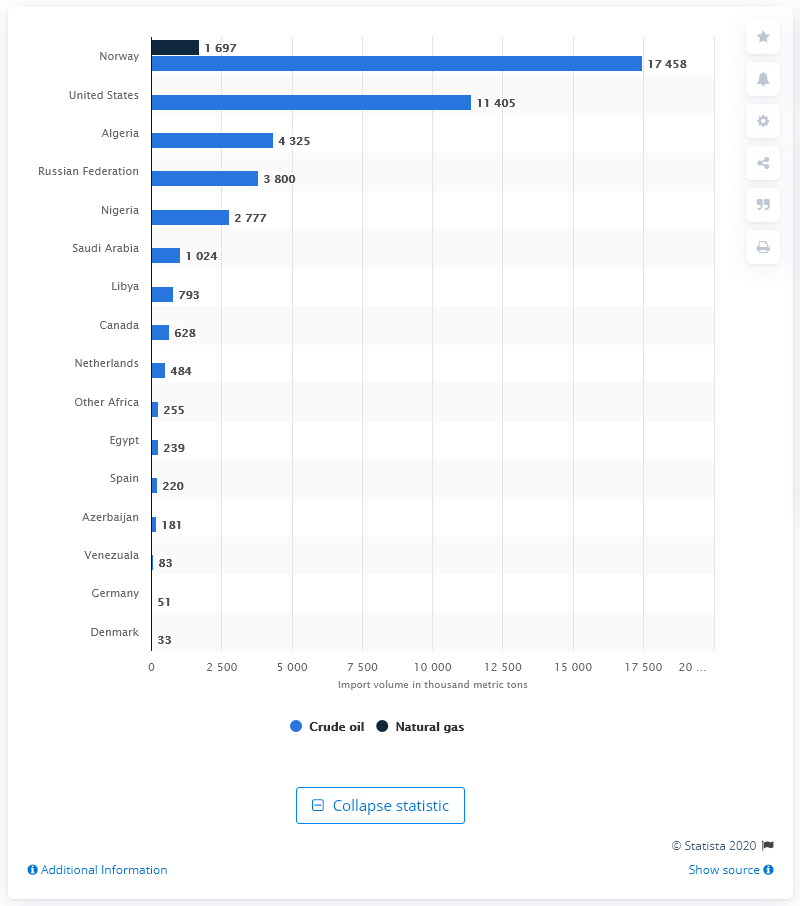 Norway 1 697
17 458
United States 11 405
Algeria 4 325
Russian Federation 3 800
Nigeria 2 777
Saudi Arabia 1 024
Libya 793
Canada 628
Netherlands 484
Other Africa 255
Egypt 239
Spain 220
Azerbaijan 181
Venezuala 83
Germany 51
Denmark 33
0 2 500 5 000 7 500 10 000 12 500 15 000 17 500 20 ...
Import volume in thousand metric tons
Crude oil Natural gas
Collapse statistic
© Statista 2020
Additional Information Show source